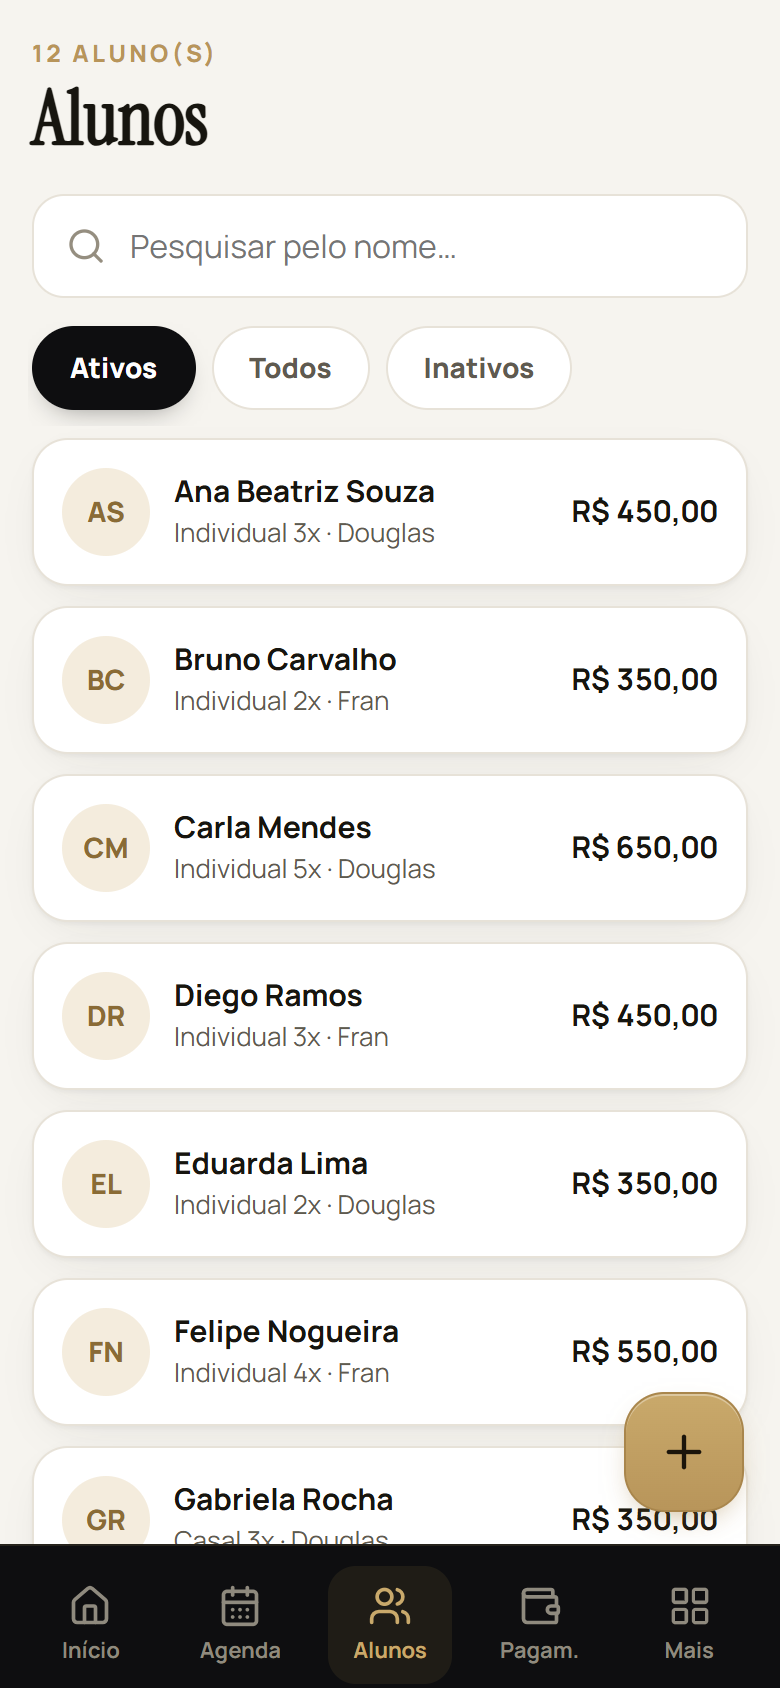 12 ALUNO(S)
Alunos
Pesquisar pelo nome...
Ativos
Todos
Inativos
AS
Ana Beatriz Souza
Individual 3x · Douglas
R$ 450,00
BC
Bruno Carvalho
Individual 2x · Fran
R$ 350,00
CM
Carla Mendes
Individual 5x · Douglas
R$ 650,00
DR
Diego Ramos
Individual 3x · Fran
R$ 450,00
EL
Eduarda Lima
Individual 2x · Douglas
R$ 350,00
FN
Felipe Nogueira
Individual 4x · Fran
R$ 550,00
GR
Gabriela Rocha
Casal 3x · Douglas
R$ 350,00
Início
Agenda
Alunos
Pagam.
Mais